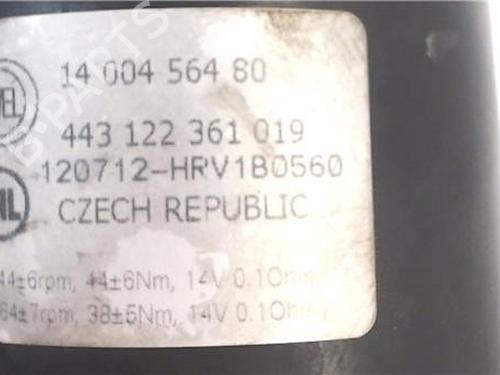 14 004 564 80
443 122 361 019
120712-HRV1B0560
CZECH REPUBLIC
44±6rpm, 44±6Nm, 14V 0.1Ohm
64±7rpm, 38±5Nm, 14V 0.1Ohm